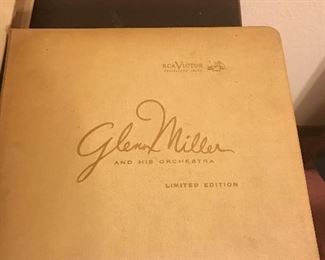 RCA VICTOR
Glenn Miller
AND HIS ORCHESTRA
LIMITED EDITION